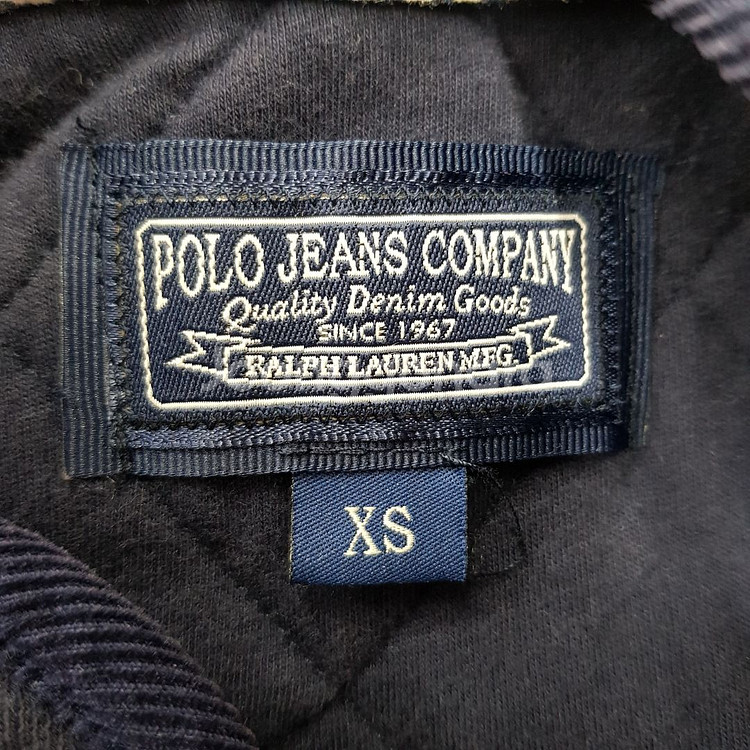 POLO JEANS COMPANY
Quality Denim Goods
SINCE 1967
RALPH LAUREN MFG.
XS